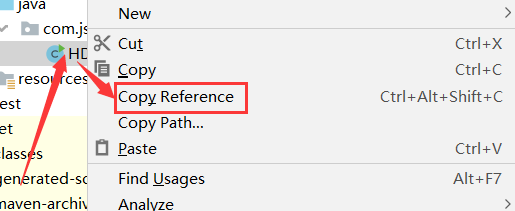 java
com.js
HD
resources
est
et
classes
generated-so
maven-archiv
New
Cut Ctrl+X
Copy Ctrl+C
Copy Reference Ctrl+Alt+Shift+C
Copy Path...
Paste Ctrl+V
Find Usages Alt+F7
Analyze